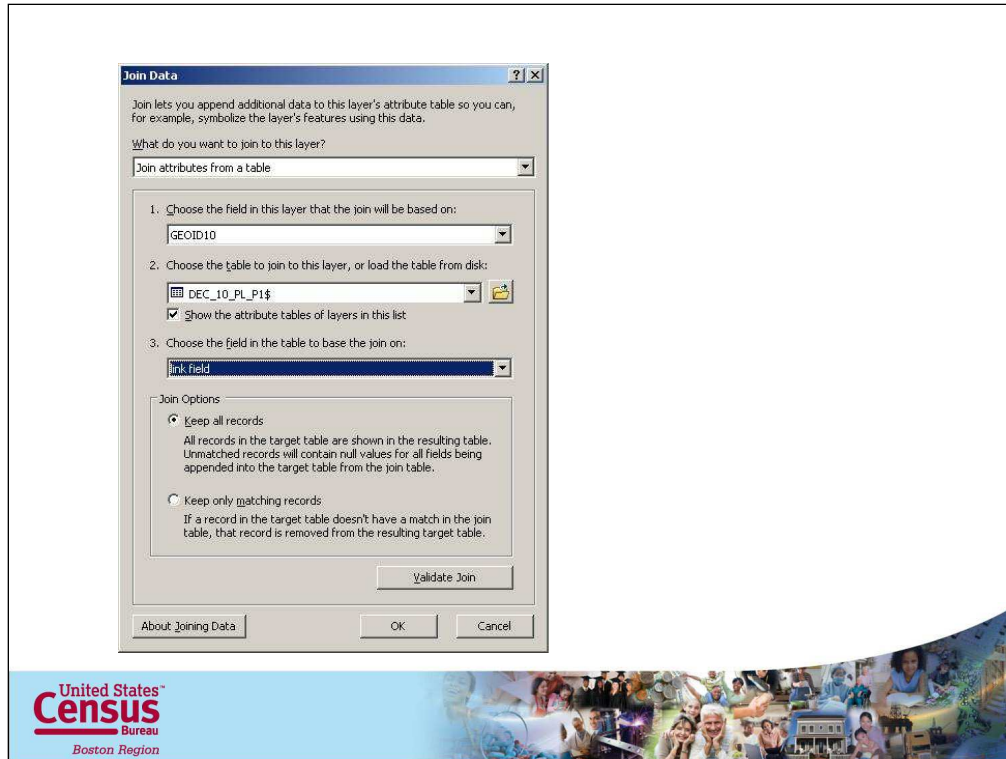 Join Data
Join lets you append additional data to this layer's attribute table so you can,
for example, symbolize the layer's features using this data.
What do you want to join to this layer?
Join attributes from a table
1. Choose the field in this layer that the join will be based on:
GEOID10
2. Choose the table to join to this layer, or load the table from disk:
DEC_10_PL_P1$
Show the attribute tables of layers in this list
3. Choose the field in the table to base the join on:
link field
Join Options
Keep all records
All records in the target table are shown in the resulting table.
Unmatched records will contain null values for all fields being
appended into the target table from the join table.
Keep only matching records
If a record in the target table doesn't have a match in the join
table, that record is removed from the resulting target table.
Validate Join
About Joining Data
OK
Cancel
United States™
Census
Bureau
Boston Region